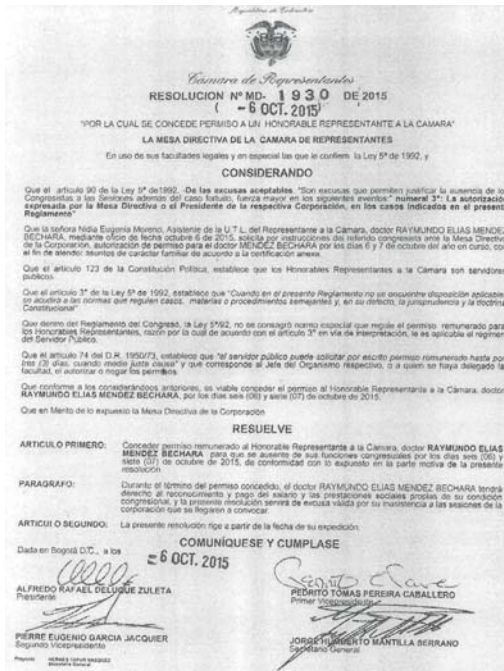 República de Colombia
Cámara de Representantes
RESOLUCION Nº MD- 1930 DE 2015
( - 6 OCT. 2015)
"POR LA CUAL SE CONCEDE PERMISO A UN HONORABLE REPRESENTANTE A LA CAMARA"
LA MESA DIRECTIVA DE LA CAMARA DE REPRESENTANTES
En uso de sus facultades legales y en especial las que le confiern la Ley 5ª de 1992, y
CONSIDERANDO
Que el artículo 90 de la Ley 5ª de1992, -De las excusas aceptables. "Son excusas que permiten justificar la ausencia de los
Congresistas a las Sesiones además del caso fortuito, fuerza mayor en los siguientes eventos:" numeral 3º: La autorización
expresada por la Mesa Directiva o el Presidente de la respectiva Corporación, en los casos indicados en el presente
Reglamento"
Que la señora Nidia Eugenia Moreno, Asistente de la U.T.L. del Representante a la Cámara, doctor RAYMUNDO ELIAS MENDEZ
BECHARA, mediante oficio de fecha octubre 6 de 2015, solicita por instrucciones del referido congresista ante la Mesa Directiva
de la Corporación, autorización de permiso para el doctor MENDEZ BECHARA por los días 6 y 7 de octubre del año en curso, con
el fin de atender asuntos de carácter familiar de acuerdo a la certificación anexa.
Que el artículo 123 de la Constitución Política, establece que los Honorables Representantes a la Cámara son servidores
públicos.
Que el artículo 3º de la Ley 5ª de 1992, establece que "Cuando en el presente Reglamento no se encuentre disposición aplicable,
se acudirá a las normas que regulen casos, materias o procedimientos semejantes y, en su defecto, la jurisprudencia y la doctrina
Constitucional"
Que dentro del Reglamento del Congreso, la Ley 5ª/92, no se consagró norma especial que regule el permiso remunerado para
los Honorables Representantes, razón por la cual de acuerdo con el artículo 3º en vía de interpretación, le es aplicable el régimen
del Servidor Público.
Que el artículo 74 del D.R. 1950/73, establece que "el servidor público puede solicitar por escrito permiso remunerado hasta por
tres (3) días, cuando medie justa causa" y que corresponde al Jefe del Organismo respectivo, o a quien se haya delegado la
facultad, el autorizar o negar los permisos.
Que conforme a los considerandos anteriores, es viable conceder el permiso al Honorable Representante a la Cámara, doctor
RAYMUNDO ELIAS MENDEZ BECHARA, por los días seis (06) y siete (07) de octubre de 2015.
Que en Merito de lo expuesto la Mesa Directiva de la Corporación
RESUELVE
ARTICULO PRIMERO: Conceder permiso remunerado al Honorable Representante a la Cámara, doctor RAYMUNDO ELIAS
MENDEZ BECHARA para que se ausente de sus funciones congresuales por los días seis (06) y
siete (07) de octubre de 2015, de conformidad con lo expuesto en la parte motiva de la presente
resolución.
PARAGRAFO: Durante el término del permiso concedido, el doctor RAYMUNDO ELIAS MENDEZ BECHARA tendrá
derecho al reconocimiento y pago del salario y las prestaciones sociales propias de su condición
congresional, y la presente resolución servirá de excusa válida por su inasistencia a las sesiones de la
corporación que se llegaren a convocar.
ARTICULO SEGUNDO: La presente resolución rige a partir de la fecha de su expedición.
COMUNÍQUESE Y CUMPLASE
Dada en Bogotá D.C., a los
- 6 OCT. 2015
ALFREDO RAFAEL DELUQUE ZULETA
Presidente
PEDRITO TOMAS PEREIRA CABALLERO
Primer Vicepresidente
PIERRE EUGENIO GARCIA JACQUIER
Segundo Vicepresidente
JORGE HUMBERTO MANTILLA SERRANO
Secretario General